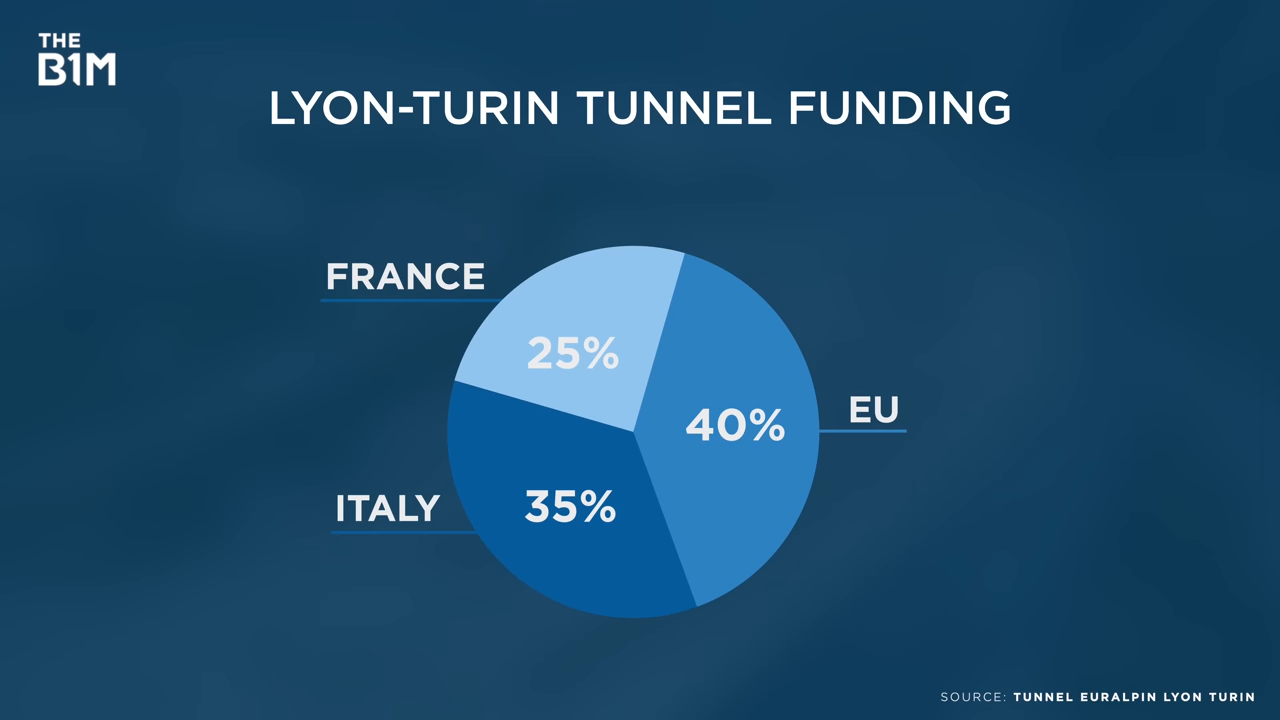 THE
B1M
LYON-TURIN TUNNEL FUNDING
FRANCE
25%
EU
40%
ITALY
35%
SOURCE: TUNNEL EURALPIN LYON TURIN